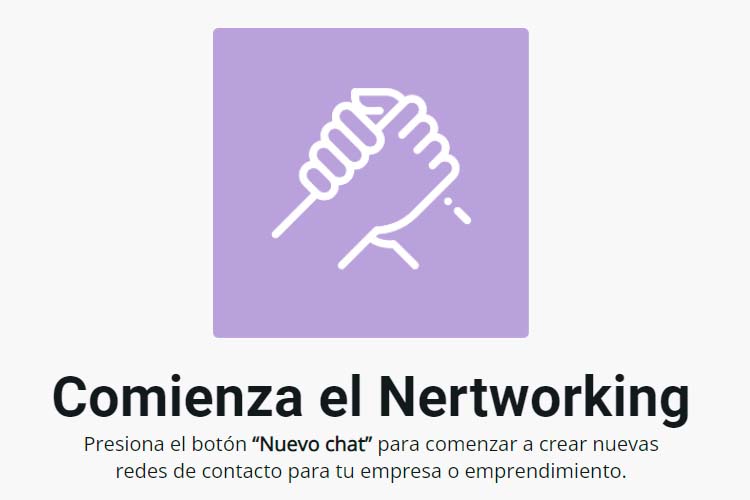 Comienza el Nertworking
Presiona el botón “Nuevo chat” para comenzar a crear nuevas
redes de contacto para tu empresa o emprendimiento.